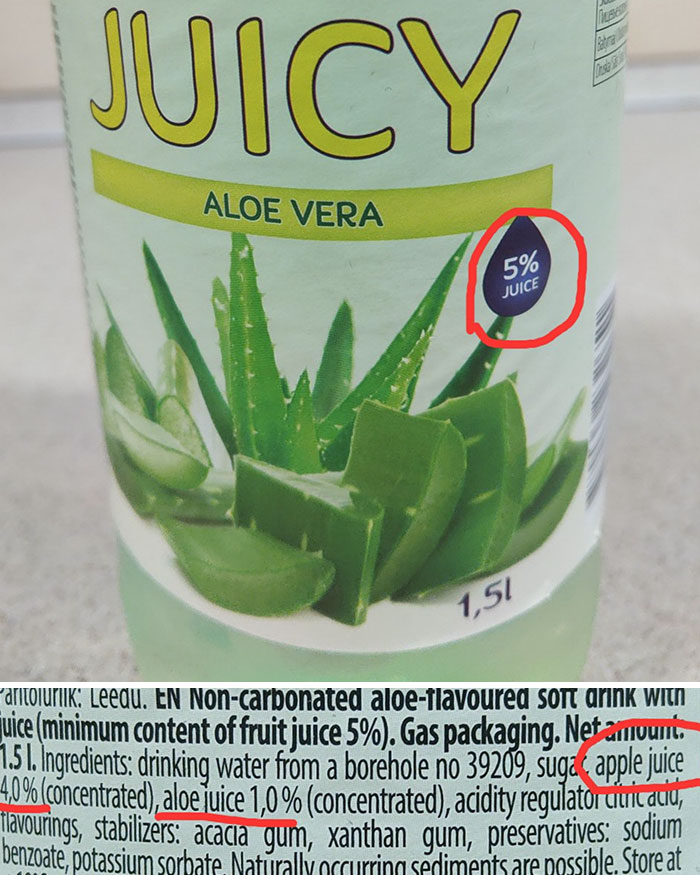 JUICY
ALOE VERA
5%
JUICE
1,5l
Leedu. EN Non-carbonated aloe-flavoured soft drink with
juice (minimum content of fruit juice 5%). Gas packaging. Net amount:
1.5 l. Ingredients: drinking water from a borehole no 39209, sugar, apple juice
4,0 % (concentrated), aloe juice 1,0 % (concentrated), acidity regulator citric acid,
flavourings, stabilizers: acacia gum, xanthan gum, preservatives: sodium
benzoate, potassium sorbate. Naturally occurring sediments are possible. Store at